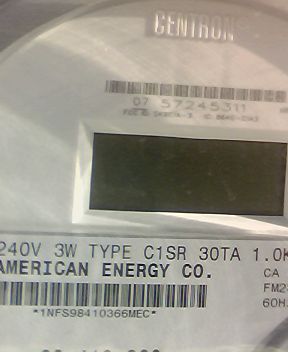 CENTRON
07 57245311
240V 3W TYPE C1SR 30TA 1.0K
AMERICAN ENERGY CO.
CA
*1NFS98410366MEC*
60H